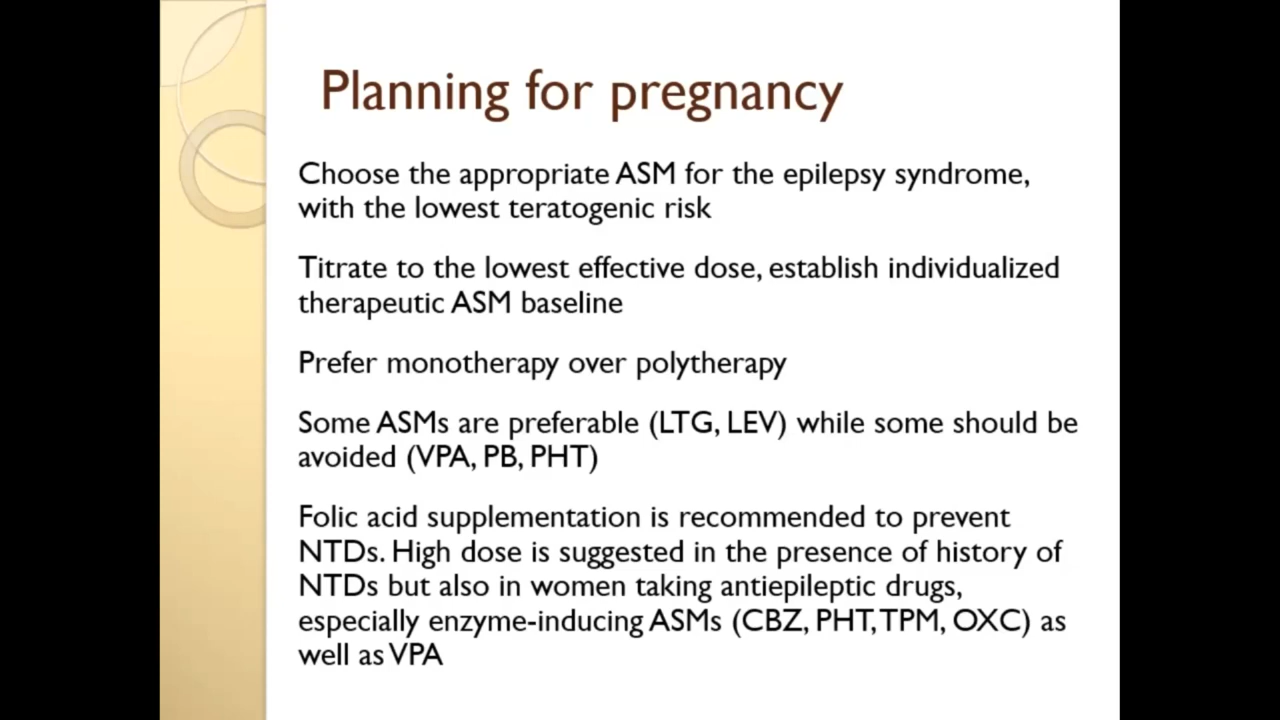 Planning for pregnancy
Choose the appropriate ASM for the epilepsy syndrome,
with the lowest teratogenic risk
Titrate to the lowest effective dose, establish individualized
therapeutic ASM baseline
Prefer monotherapy over polytherapy
Some ASMs are preferable (LTG, LEV) while some should be
avoided (VPA, PB, PHT)
Folic acid supplementation is recommended to prevent
NTDs. High dose is suggested in the presence of history of
NTDs but also in women taking antiepileptic drugs,
especially enzyme-inducing ASMs (CBZ, PHT, TPM, OXC) as
well as VPA